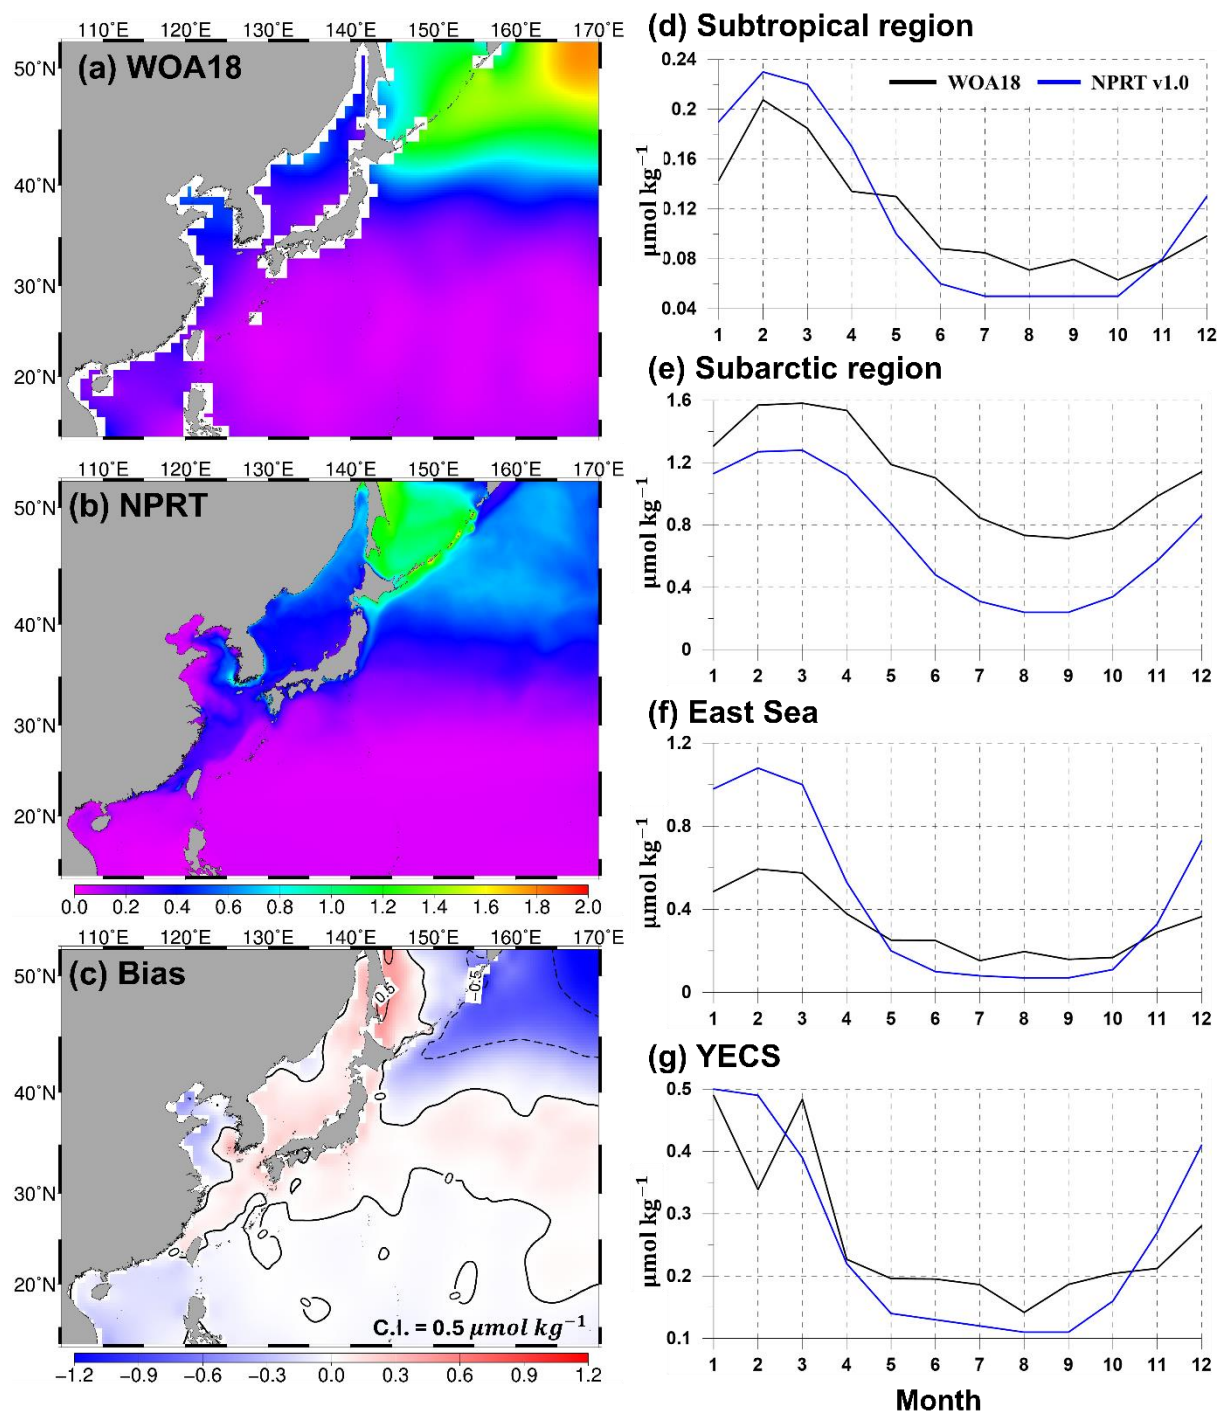 110°E 120°E 130°E 140°E 150°E 160°E 170°E
(a) WOA18
50°N
40°N
30°N
20°N
110°E 120°E 130°E 140°E 150°E 160°E 170°E
(b) NPRT
50°N
40°N
30°N
20°N
0.0 0.2 0.4 0.6 0.8 1.0 1.2 1.4 1.6 1.8 2.0
110°E 120°E 130°E 140°E 150°E 160°E 170°E
(c) Bias
50°N
40°N
30°N
20°N
0.5
−0.5
0
0
0
0
0
0
0
C.I. = 0.5 μmol kg⁻¹
−1.2 −0.9 −0.6 −0.3 0.0 0.3 0.6 0.9 1.2
(d) Subtropical region
WOA18 NPRT v1.0
μmol kg⁻¹
0.24
0.2
0.16
0.12
0.08
0.04
1 2 3 4 5 6 7 8 9 10 11 12
(e) Subarctic region
μmol kg⁻¹
1.6
1.2
0.8
0.4
0
1 2 3 4 5 6 7 8 9 10 11 12
(f) East Sea
μmol kg⁻¹
1.2
0.8
0.4
0
1 2 3 4 5 6 7 8 9 10 11 12
(g) YECS
μmol kg⁻¹
0.5
0.4
0.3
0.2
0.1
1 2 3 4 5 6 7 8 9 10 11 12
Month